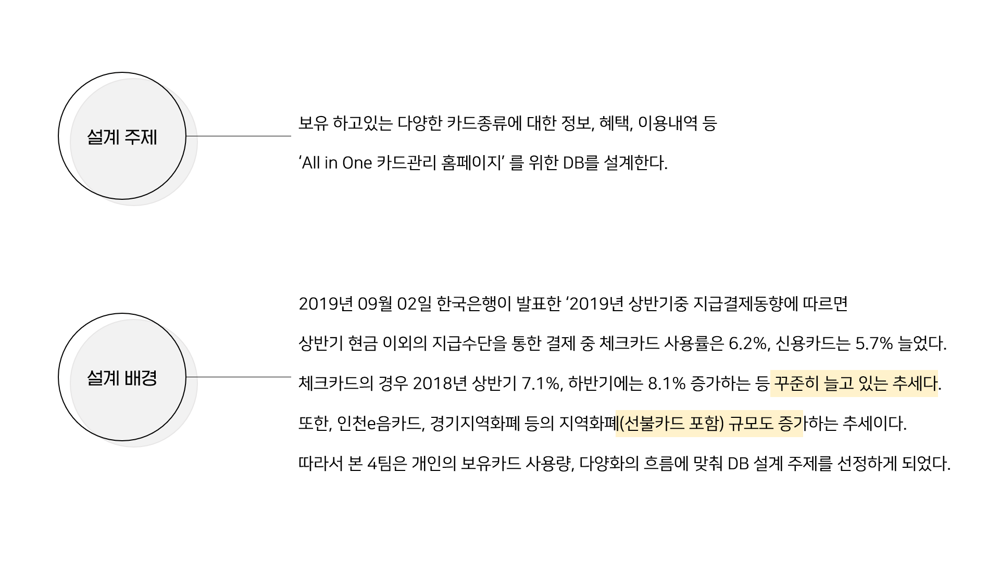 설계 주제
보유 하고있는 다양한 카드종류에 대한 정보, 혜택, 이용내역 등
‘All in One 카드관리 홈페이지’ 를 위한 DB를 설계한다.
설계 배경
2019년 09월 02일 한국은행이 발표한 ‘2019년 상반기중 지급결제동향에 따르면
상반기 현금 이외의 지급수단을 통한 결제 중 체크카드 사용률은 6.2%, 신용카드는 5.7% 늘었다.
체크카드의 경우 2018년 상반기 7.1%, 하반기에는 8.1% 증가하는 등 꾸준히 늘고 있는 추세다.
또한, 인천e음카드, 경기지역화폐 등의 지역화폐(선불카드 포함) 규모도 증가하는 추세이다.
따라서 본 4팀은 개인의 보유카드 사용량, 다양화의 흐름에 맞춰 DB 설계 주제를 선정하게 되었다.